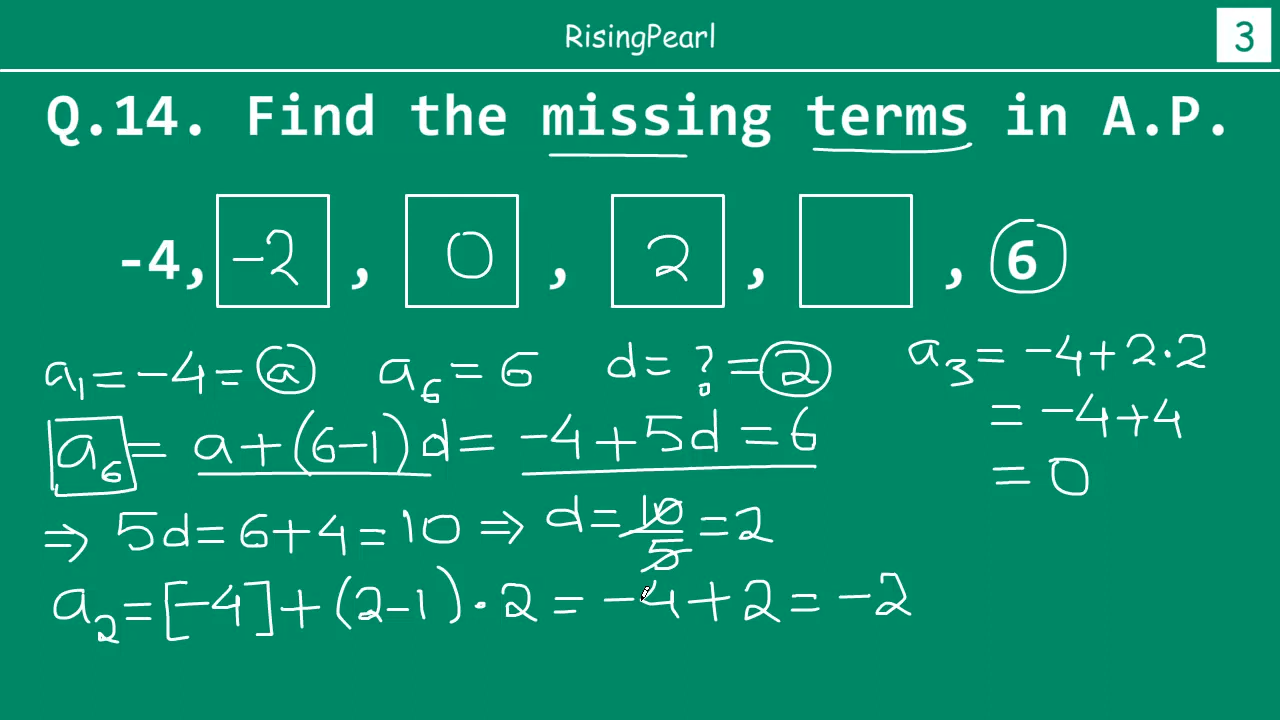 RisingPearl
3
Q.14. Find the missing terms in A.P.
-4, -2 , 0 , 2 , , 6
a₁ = -4 = a a₆ = 6 d = ? = 2
a₆ = a + (6-1) d = -4 + 5d = 6
⇒ 5d = 6 + 4 = 10 ⇒ d = 10/5 = 2
a₂ = [-4] + (2-1) · 2 = -4 + 2 = -2
a₃ = -4 + 2·2
= -4 + 4
= 0